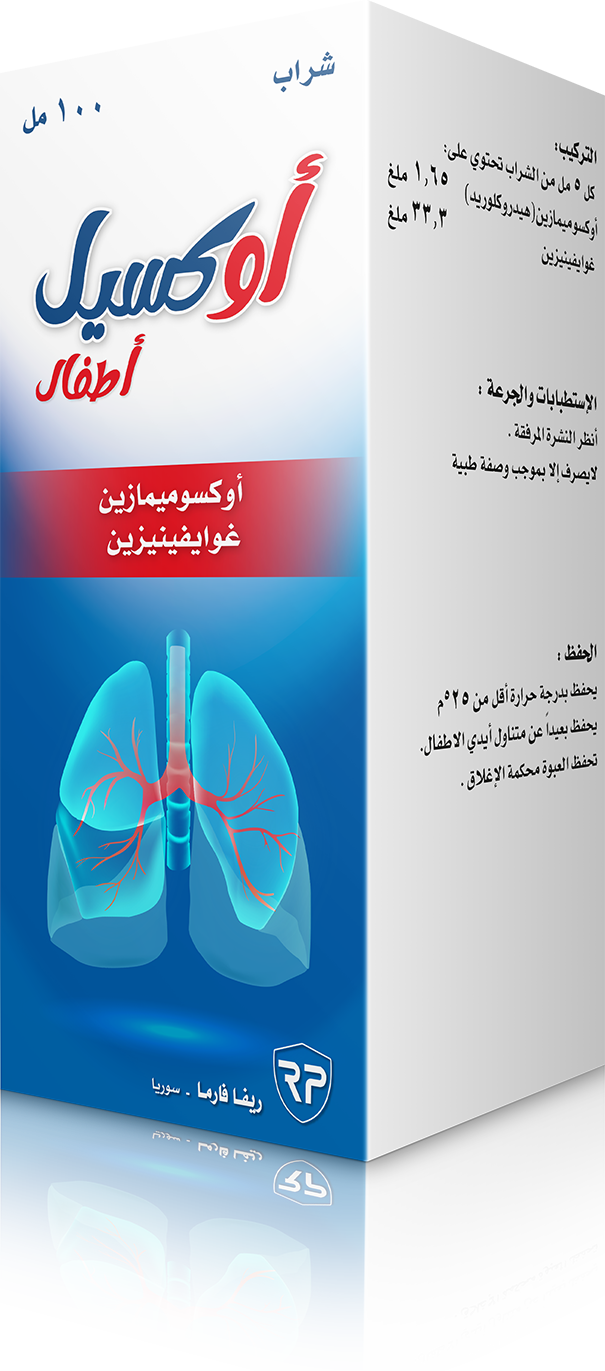 شراب
١٠٠ مل
أوكسيل
أطفال
أوكسوميمازين
غوايفينيزين
RP
ريفا فارما - سوريا
التركيب:
كل ٥ مل من الشراب تحتوي على:
أوكسوميمازين(هيدروكلوريد) ١,٦٥ ملغ
غوايفينيزين ٣٣,٣ ملغ
الإستطبابات والجرعة :
أنظر النشرة المرفقة .
لايصرف إلا بموجب وصفة طبية
الحفظ :
يحفظ بدرجة حرارة أقل من ٢٥°م
يحفظ بعيداً عن متناول أيدي الاطفال.
تحفظ العبوة محكمة الإغلاق .